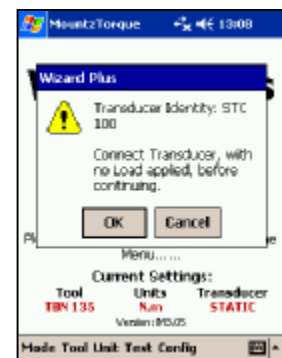 MountzTorque 13:08
Wizard Plus
Transducer Identity: STC
100
Connect Transducer, with
no Load applied, before
continuing.
OK Cancel
Menu......
Current Settings:
Tool Units Transducer
TBN 135 N.m STATIC
Mode Tool Unit Test Config